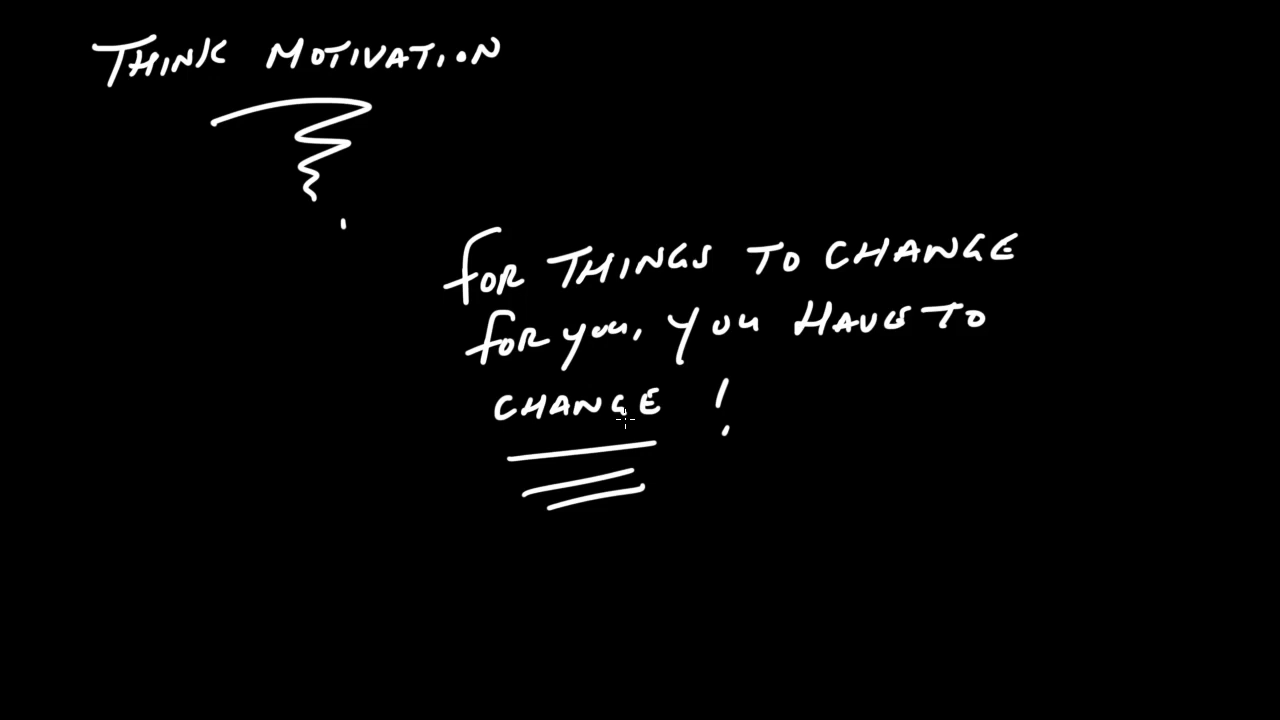 THINK MOTIVATION
FOR THINGS TO CHANGE
FOR YOU, YOU HAVE TO
CHANGE !